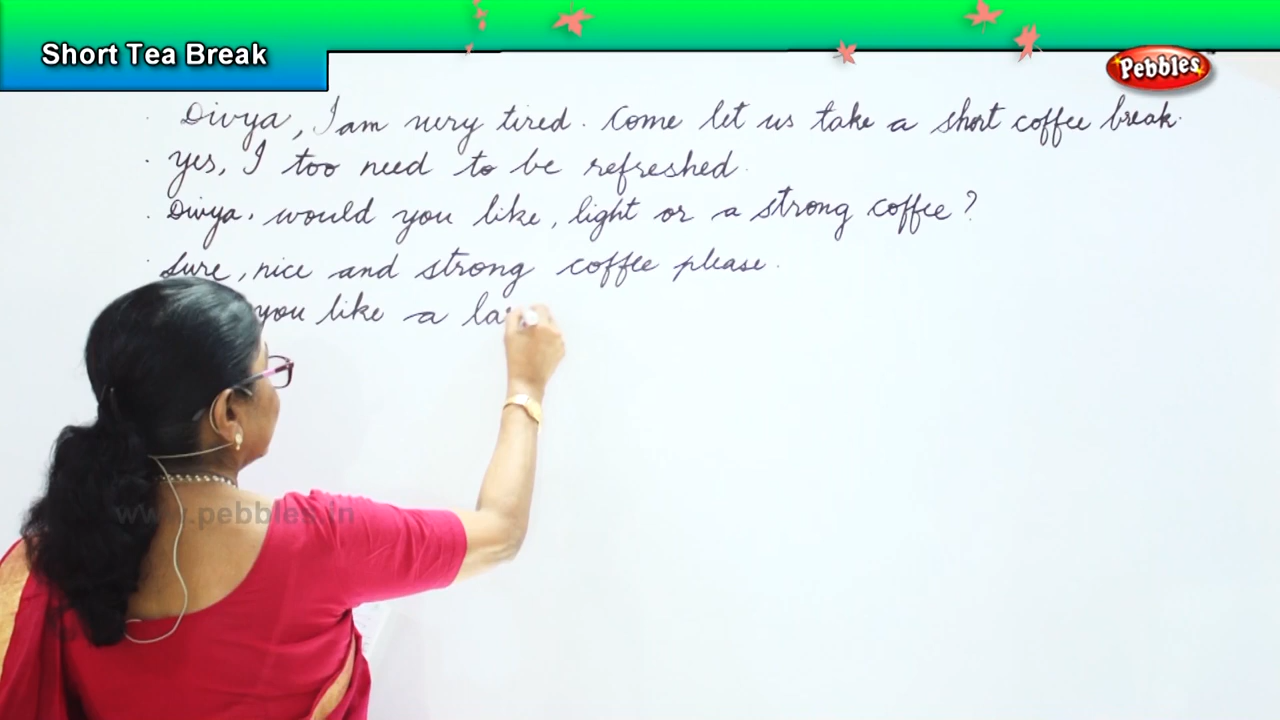 Short Tea Break
Pebbles
Divya, I am very tired. Come let us take a short coffee break.
yes, I too need to be refreshed.
Divya. would you like, light or a strong coffee?
Sure, nice and strong coffee please.
you like a la
www.pebbles.in